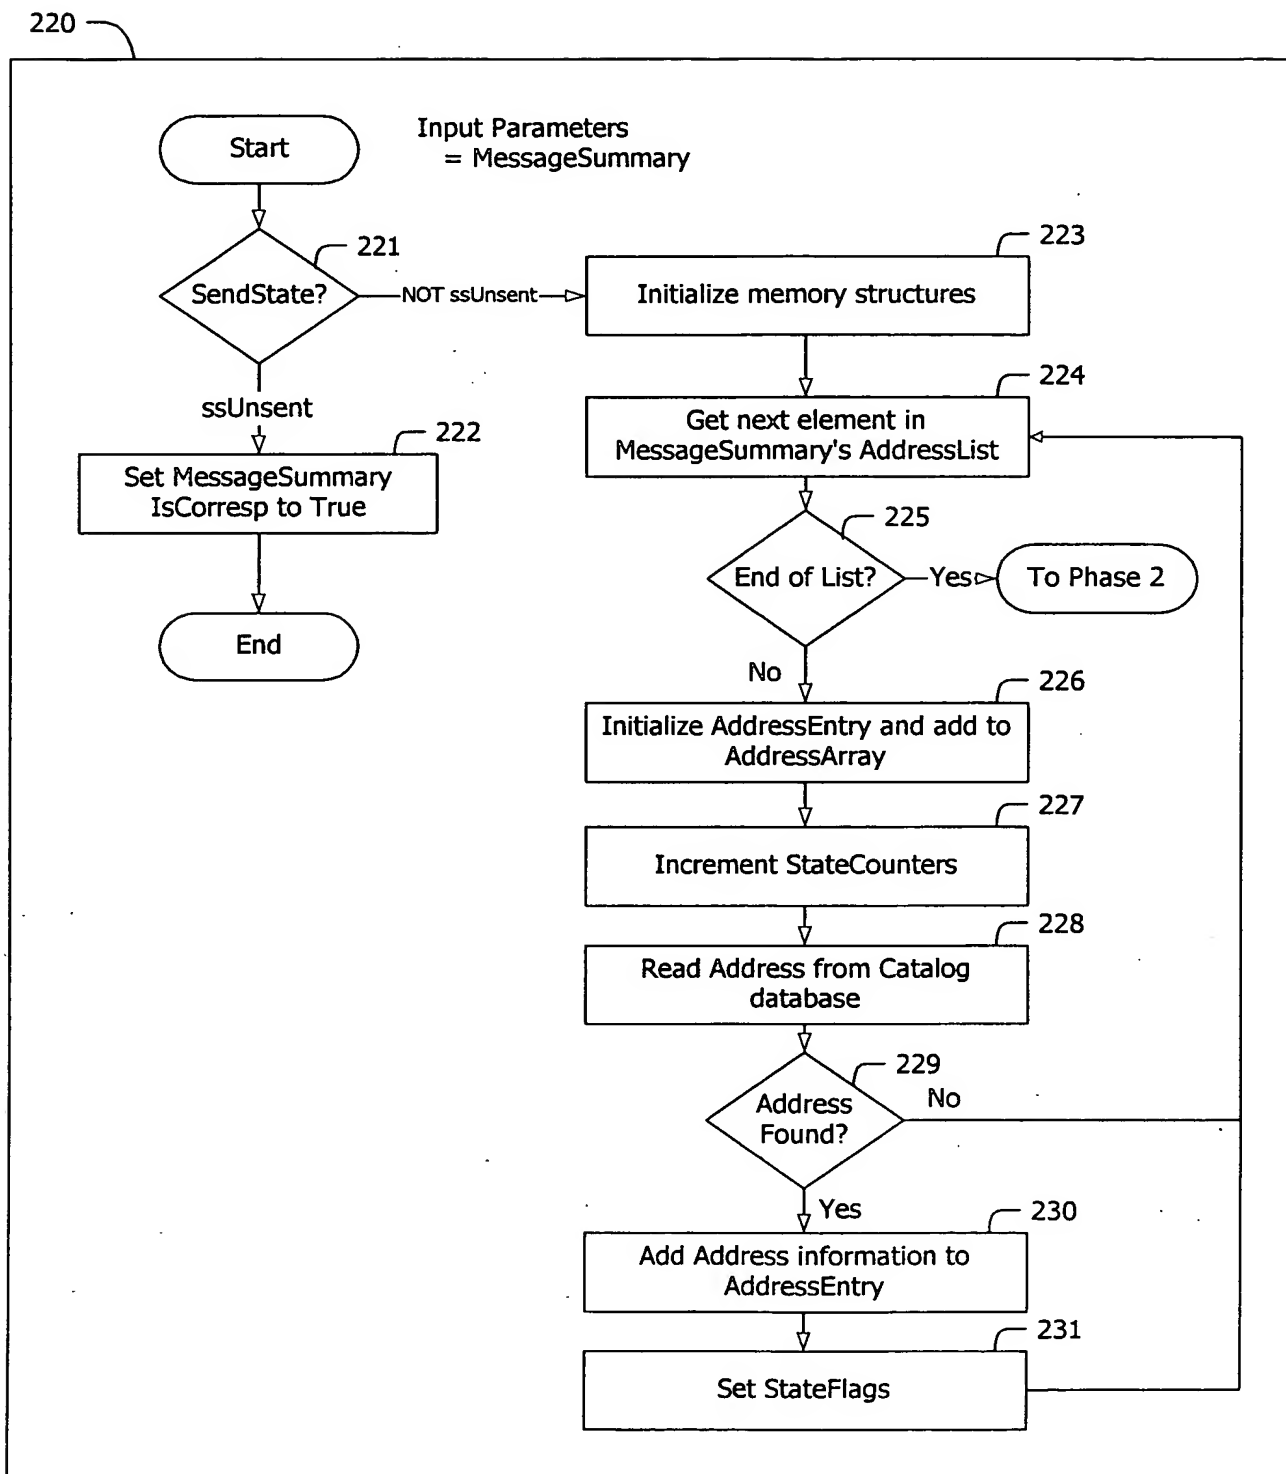 220
Start
Input Parameters
= MessageSummary
221
SendState?
NOT ssUnsent
223
Initialize memory structures
ssUnsent
222
Set MessageSummary
IsCorresp to True
End
224
Get next element in
MessageSummary's AddressList
225
End of List?
Yes
To Phase 2
No
226
Initialize AddressEntry and add to
AddressArray
227
Increment StateCounters
228
Read Address from Catalog
database
229
Address
Found?
No
Yes
230
Add Address information to
AddressEntry
231
Set StateFlags